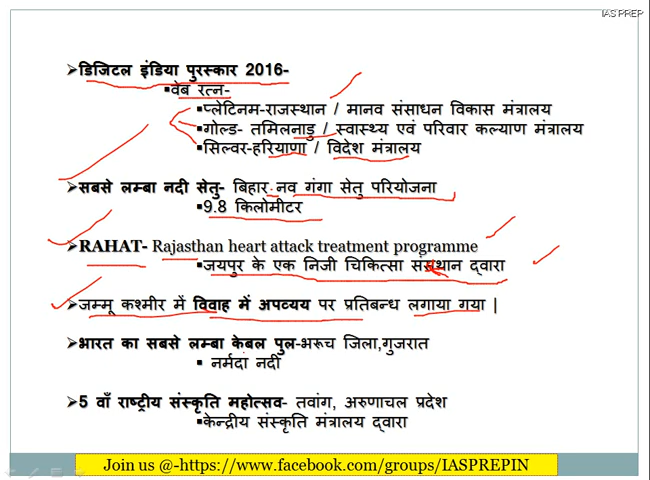 IAS PREP
➢डिजिटल इंडिया पुरस्कार 2016-
▪वेब रत्न-
▪प्लेटिनम-राजस्थान / मानव संसाधन विकास मंत्रालय
▪गोल्ड- तमिलनाडु / स्वास्थ्य एवं परिवार कल्याण मंत्रालय
▪सिल्वर-हरियाणा / विदेश मंत्रालय
➢सबसे लम्बा नदी सेतु- बिहार-नव गंगा सेतु परियोजना
▪9.8 किलोमीटर
➢RAHAT- Rajasthan heart attack treatment programme
▪जयपुर के एक निजी चिकित्सा संस्थान द्वारा
➢जम्मू कश्मीर में विवाह में अपव्यय पर प्रतिबन्ध लगाया गया |
➢भारत का सबसे लम्बा केबल पुल-भरूच जिला,गुजरात
▪नर्मदा नदी
➢5 वाँ राष्ट्रीय संस्कृति महोत्सव- तवांग, अरुणाचल प्रदेश
▪केन्द्रीय संस्कृति मंत्रालय द्वारा
Join us @-https://www.facebook.com/groups/IASPREPIN